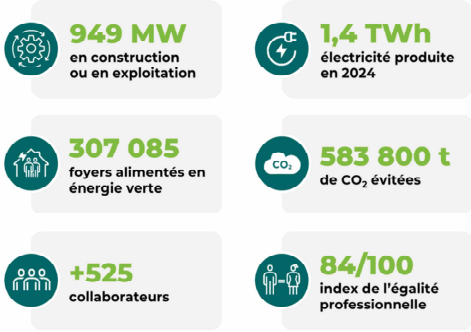 949 MW
en construction
ou en exploitation
1,4 TWh
électricité produite
en 2024
307 085
foyers alimentés en
énergie verte
CO₂
583 800 t
de CO₂ évitées
+525
collaborateurs
84/100
index de l'égalité
professionnelle